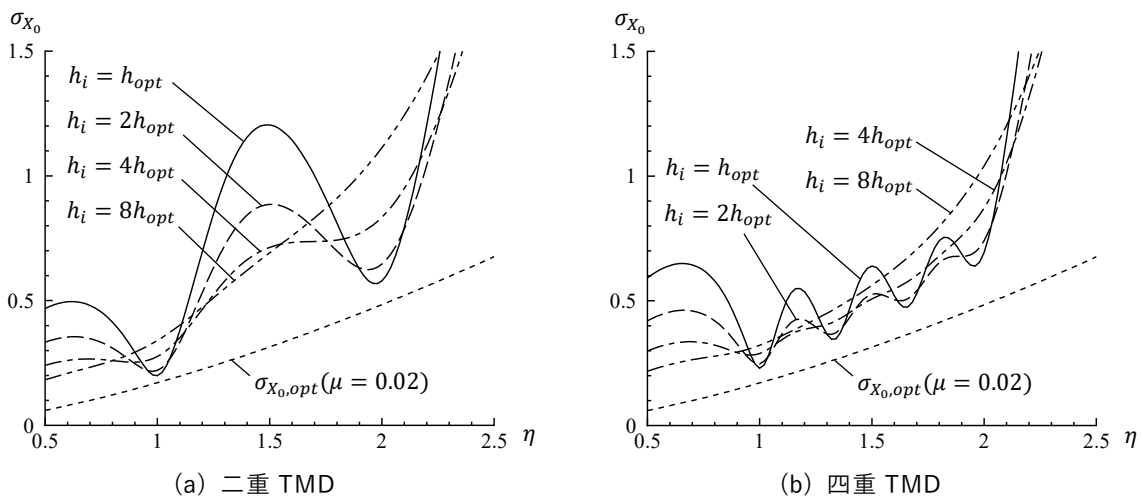 σ_{X_0}
1.5
1
0.5
0
0.5
1
1.5
2
2.5
η
h_i = h_{opt}
h_i = 2h_{opt}
h_i = 4h_{opt}
h_i = 8h_{opt}
σ_{X_0,opt}(μ = 0.02)
(a) 二重 TMD
σ_{X_0}
1.5
1
0.5
0
0.5
1
1.5
2
2.5
η
h_i = 4h_{opt}
h_i = h_{opt}
h_i = 8h_{opt}
h_i = 2h_{opt}
σ_{X_0,opt}(μ = 0.02)
(b) 四重 TMD